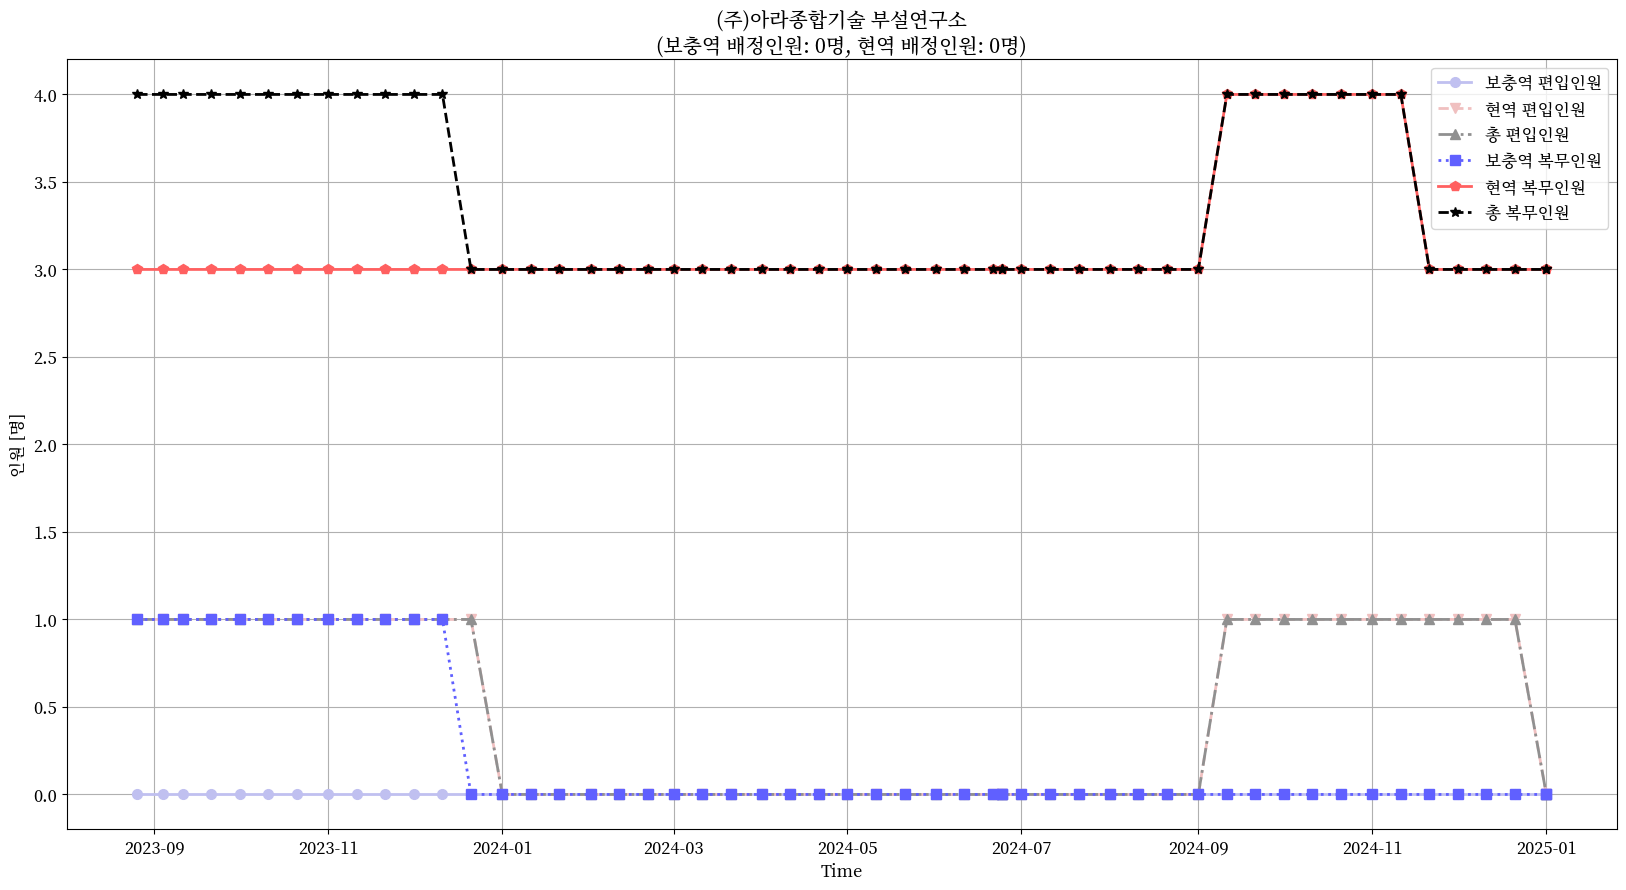 (주)아라종합기술 부설연구소
(보충역 배정인원: 0명, 현역 배정인원: 0명)
보충역 편입인원
현역 편입인원
총 편입인원
보충역 복무인원
현역 복무인원
총 복무인원
인원 [명]
4.0
3.5
3.0
2.5
2.0
1.5
1.0
0.5
0.0
2023-09
2023-11
2024-01
2024-03
2024-05
2024-07
2024-09
2024-11
2025-01
Time